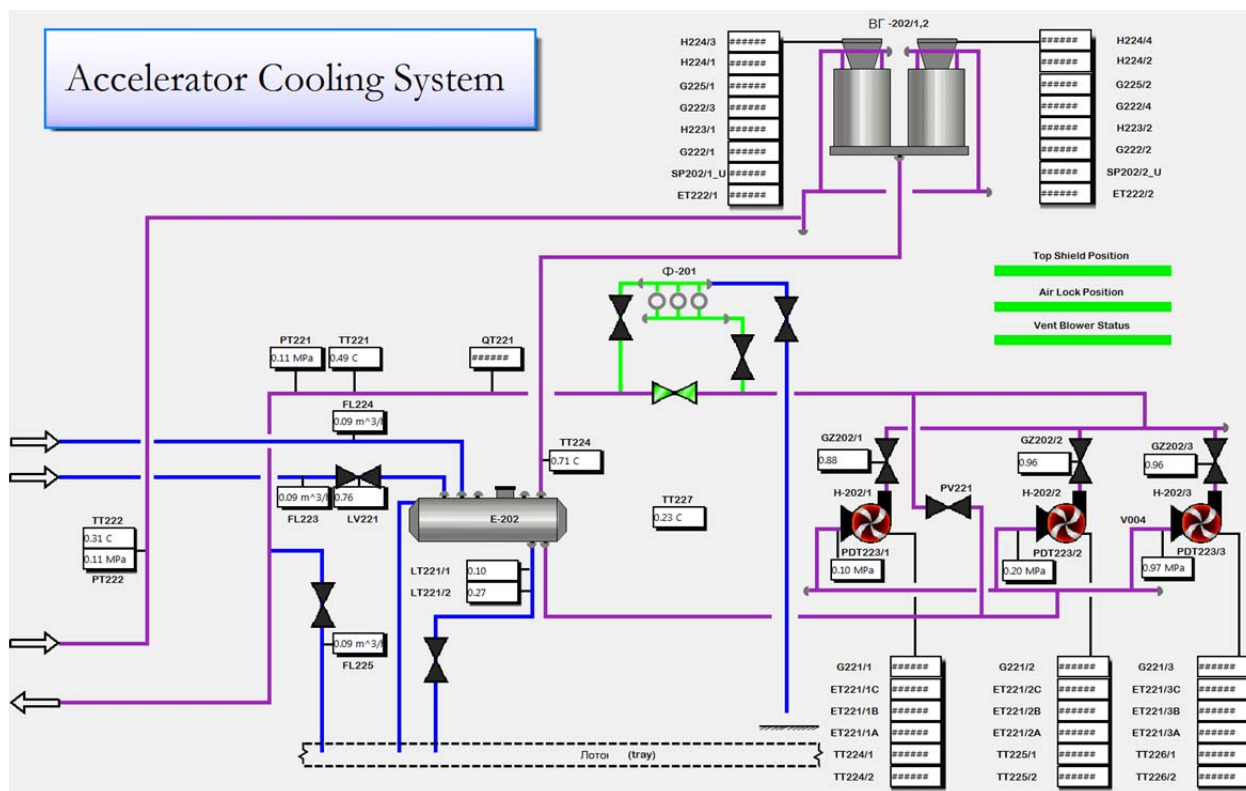 Accelerator Cooling System
ВГ -202/1,2
H224/3 ######
H224/1 ######
G225/1 ######
G222/3 ######
H223/1 ######
G222/1 ######
SP202/1_U ######
ET222/1 ######
###### H224/4
###### H224/2
###### G225/2
###### G222/4
###### H223/2
###### G222/2
###### SP202/2_U
###### ET222/2
Top Shield Position
Air Lock Position
Vent Blower Status
Ф-201
PT221
0.11 MPa
TT221
0.49 C
QT221
######
FL224
0.09 m^3/
0.09 m^3/
FL223
0.76
LV221
TT224
0.71 C
E-202
TT227
0.23 C
TT222
0.31 C
0.11 MPa
PT222
LT221/1 0.10
LT221/2 0.27
0.09 m^3/
FL225
GZ202/1
0.88
GZ202/2
0.96
GZ202/3
0.96
H-202/1
H-202/2
H-202/3
PV221
V004
PDT223/1
0.10 MPa
PDT223/2
0.20 MPa
PDT223/3
0.97 MPa
G221/1 ######
ET221/1C ######
ET221/1B ######
ET221/1A ######
TT224/1 ######
TT224/2 ######
G221/2 ######
ET221/2C ######
ET221/2B ######
ET221/2A ######
TT225/1 ######
TT225/2 ######
G221/3 ######
ET221/3C ######
ET221/3B ######
ET221/3A ######
TT226/1 ######
TT226/2 ######
Лоток (tray)